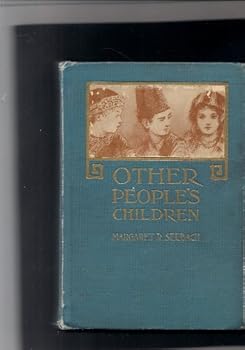 OTHER
PEOPLE'S
CHILDREN
MARGARET D. SEEBACH